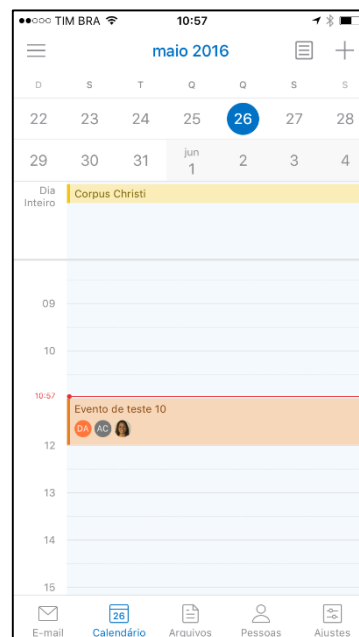 TIM BRA 10:57
maio 2016
D S T Q Q S S
22 23 24 25 26 27 28
jun
29 30 31 1 2 3 4
Dia
Inteiro
Corpus Christi
09
10
10:57
Evento de teste 10
DA AC
12
13
14
15
26
E-mail Calendário Arquivos Pessoas Ajustes